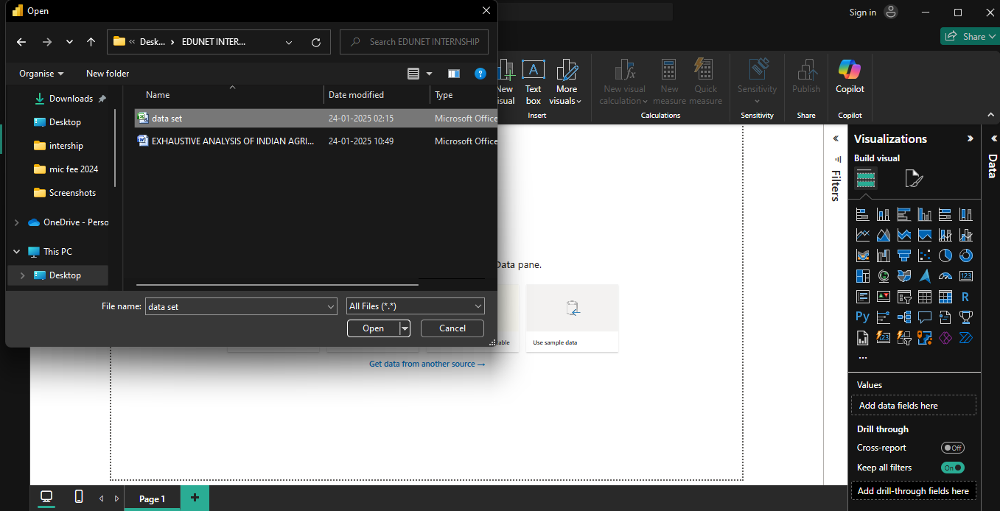 Open
Sign in
Desk...
EDUNET INTER...
Search EDUNET INTERNSHIP
Share
Organise
New folder
Name
Date modified
Type
Downloads
Desktop
intership
mic fee 2024
Screenshots
OneDrive - Perso
This PC
Desktop
data set
24-01-2025 02:15
Microsoft Office
EXHAUSTIVE ANALYSIS OF INDIAN AGRI...
24-01-2025 10:49
Microsoft Office
File name:
data set
All Files (*.*)
Open
Cancel
New
isual
Text
box
More
visuals
Insert
New visual
calculation
New
measure
Quick
measure
Calculations
Sensitivity
Sensitivity
Publish
Share
Copilot
Copilot
Data pane.
table
Use sample data
Get data from another source →
Filters
Visualizations
Build visual
Data
123
R
Py
123
...
Values
Add data fields here
Drill through
Cross-report
Off
Keep all filters
On
Add drill-through fields here
Page 1